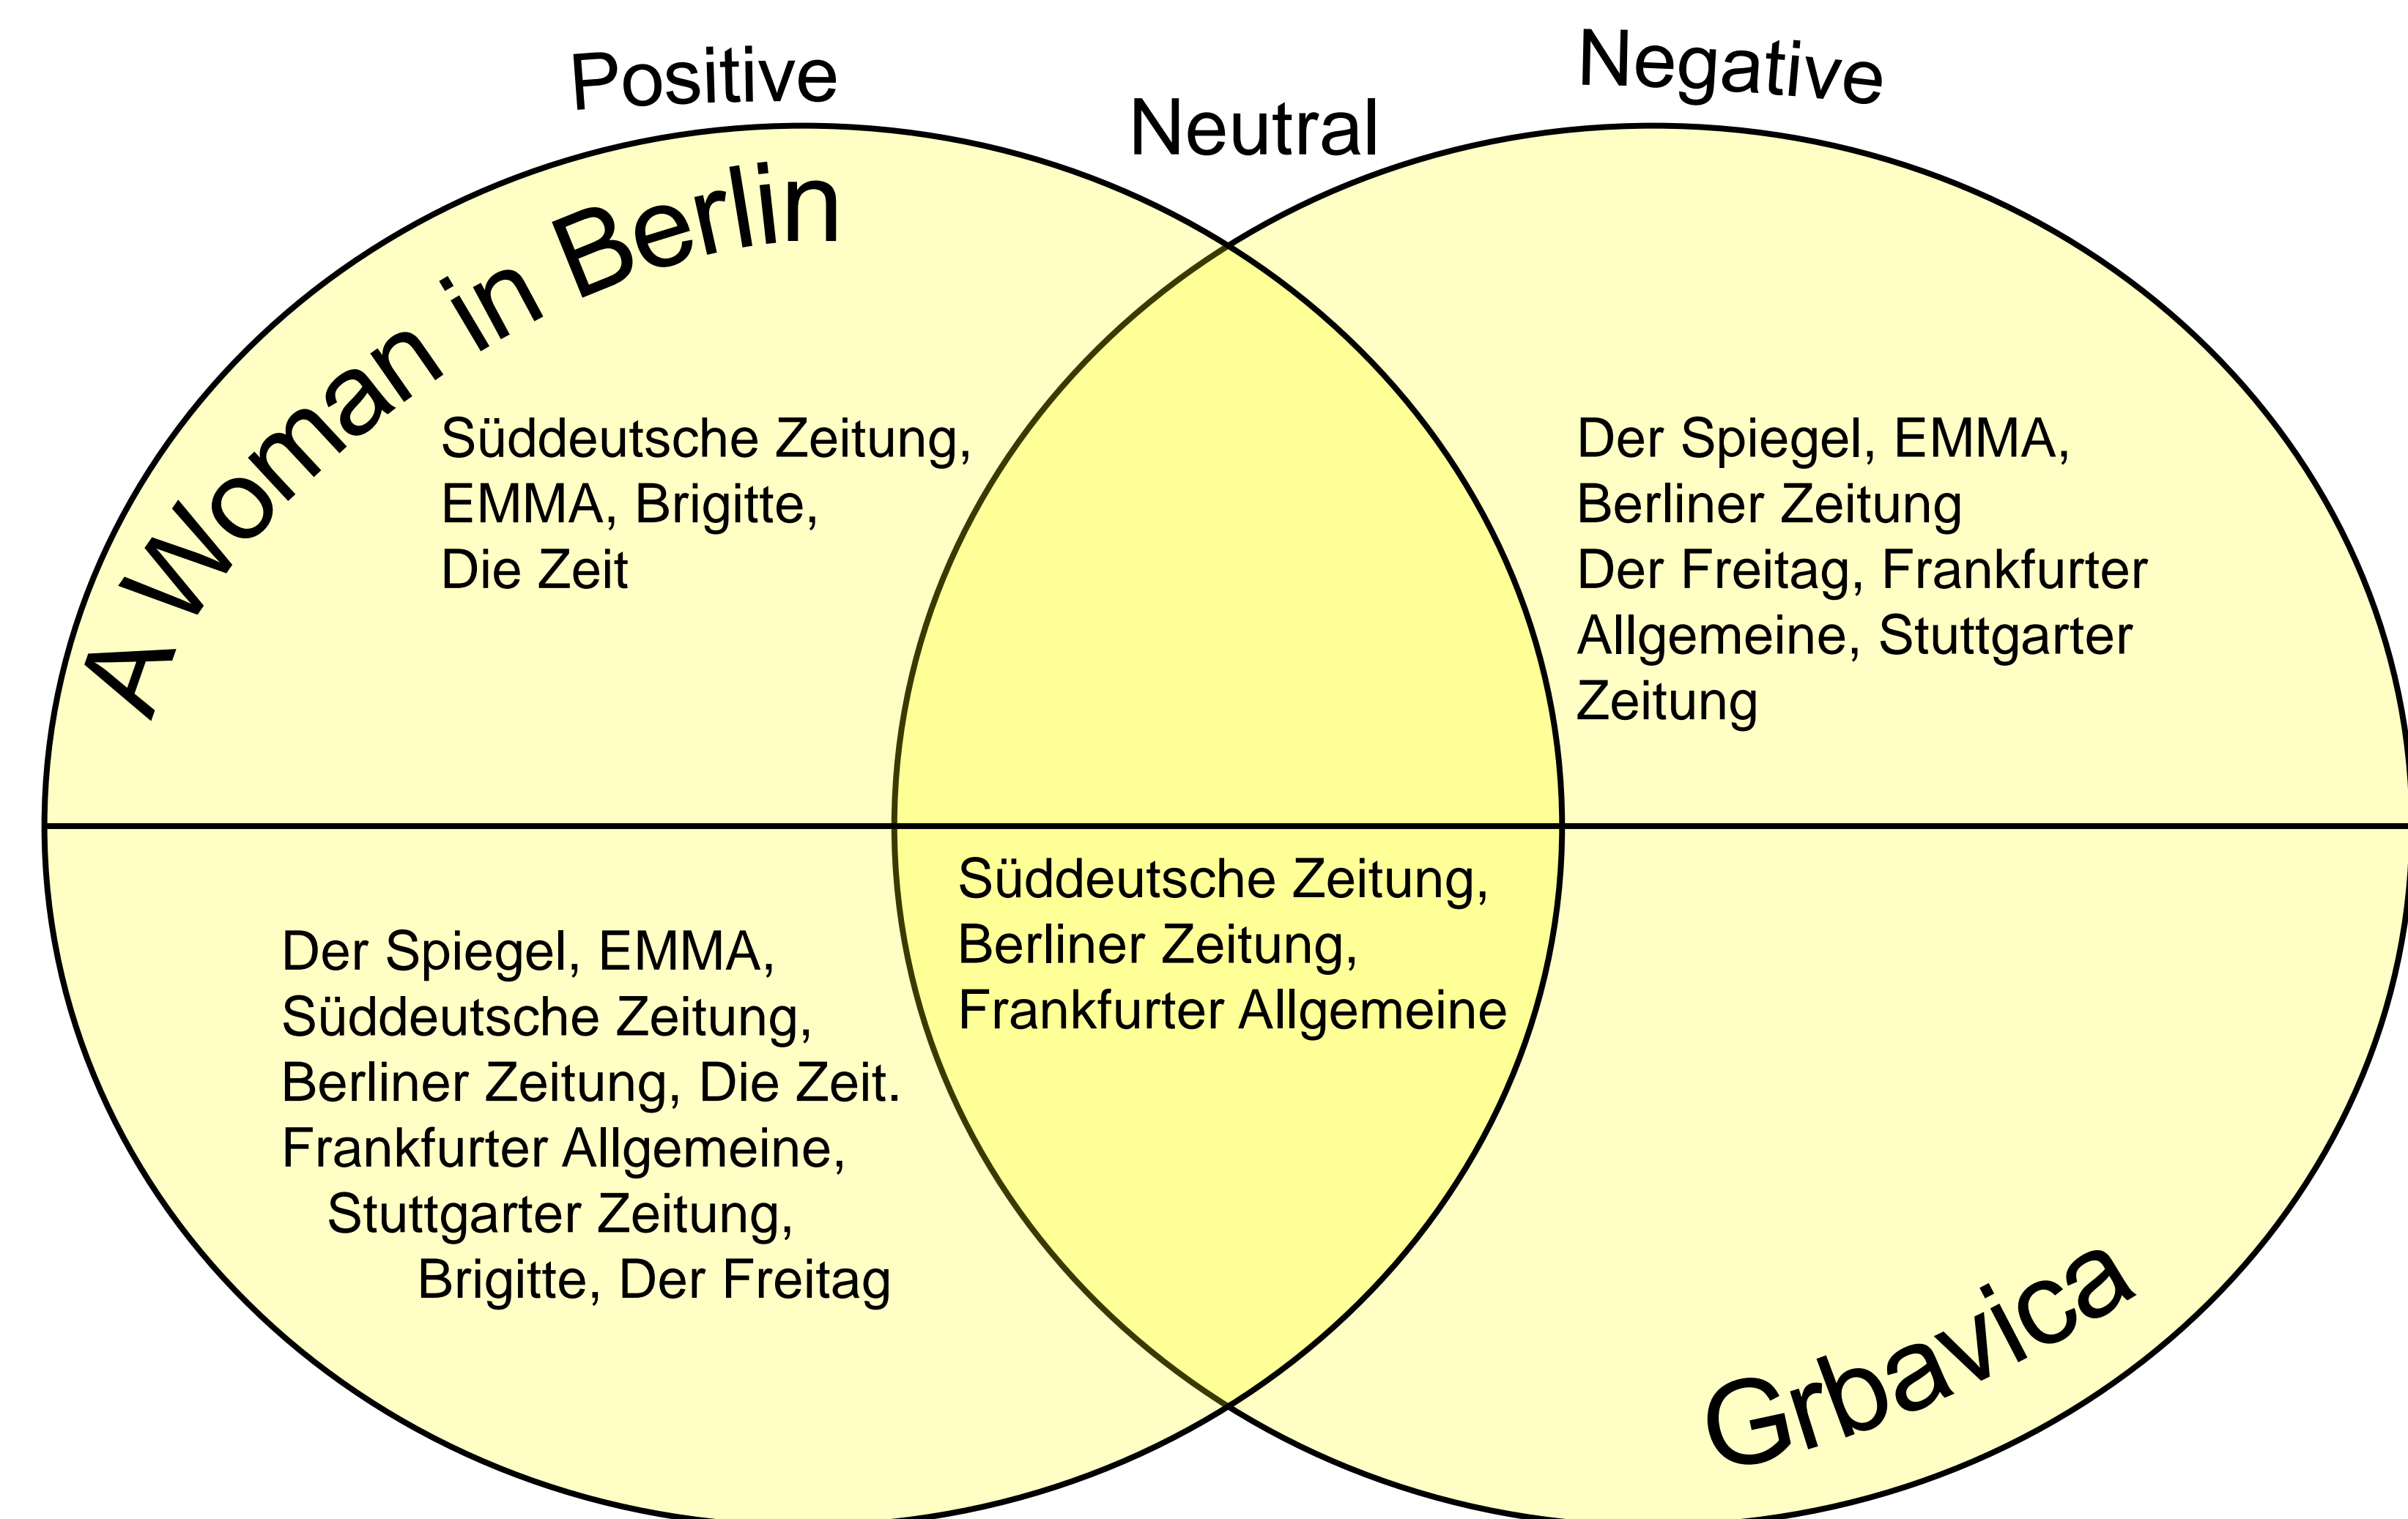 Positive
Neutral
Negative
A Woman in Berlin
Süddeutsche Zeitung,
EMMA, Brigitte,
Die Zeit
Der Spiegel, EMMA,
Berliner Zeitung
Der Freitag, Frankfurter
Allgemeine, Stuttgarter
Zeitung
Der Spiegel, EMMA,
Süddeutsche Zeitung,
Berliner Zeitung, Die Zeit.
Frankfurter Allgemeine,
Stuttgarter Zeitung,
Brigitte, Der Freitag
Süddeutsche Zeitung,
Berliner Zeitung,
Frankfurter Allgemeine
Grbavica